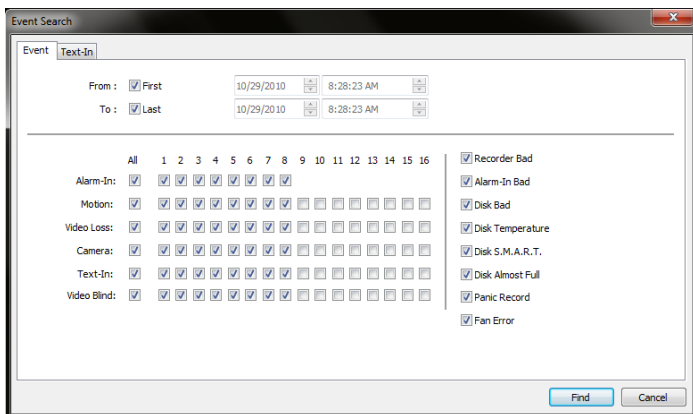 Event Search
Event Text-In
From : First 10/29/2010 8:28:23 AM
To : Last 10/29/2010 8:28:23 AM
All 1 2 3 4 5 6 7 8 9 10 11 12 13 14 15 16
Alarm-In:
Motion:
Video Loss:
Camera:
Text-In:
Video Blind:
Recorder Bad
Alarm-In Bad
Disk Bad
Disk Temperature
Disk S.M.A.R.T.
Disk Almost Full
Panic Record
Fan Error
Find Cancel